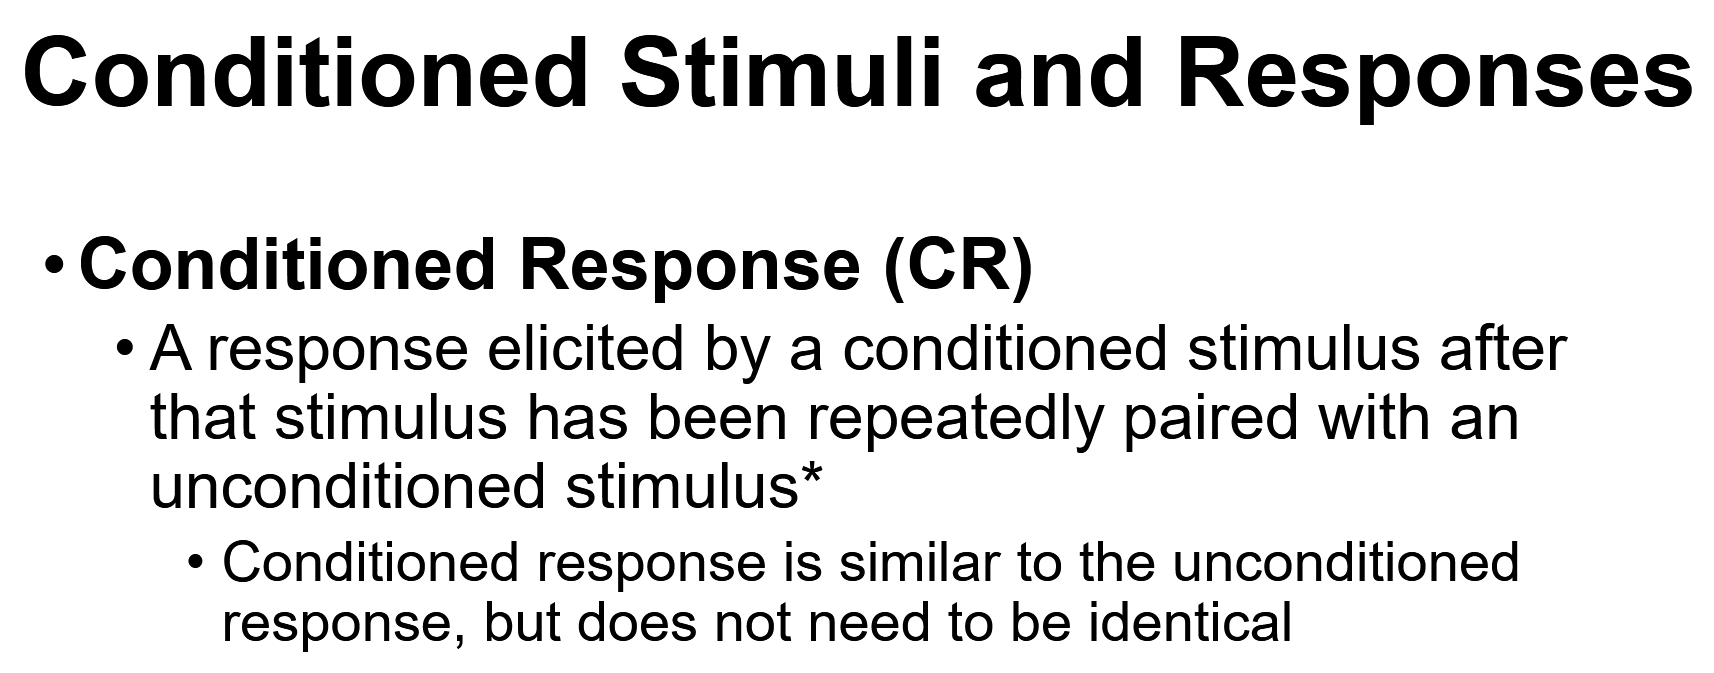 Conditioned Stimuli and Responses
• Conditioned Response (CR)
• A response elicited by a conditioned stimulus after
that stimulus has been repeatedly paired with an
unconditioned stimulus*
• Conditioned response is similar to the unconditioned
response, but does not need to be identical